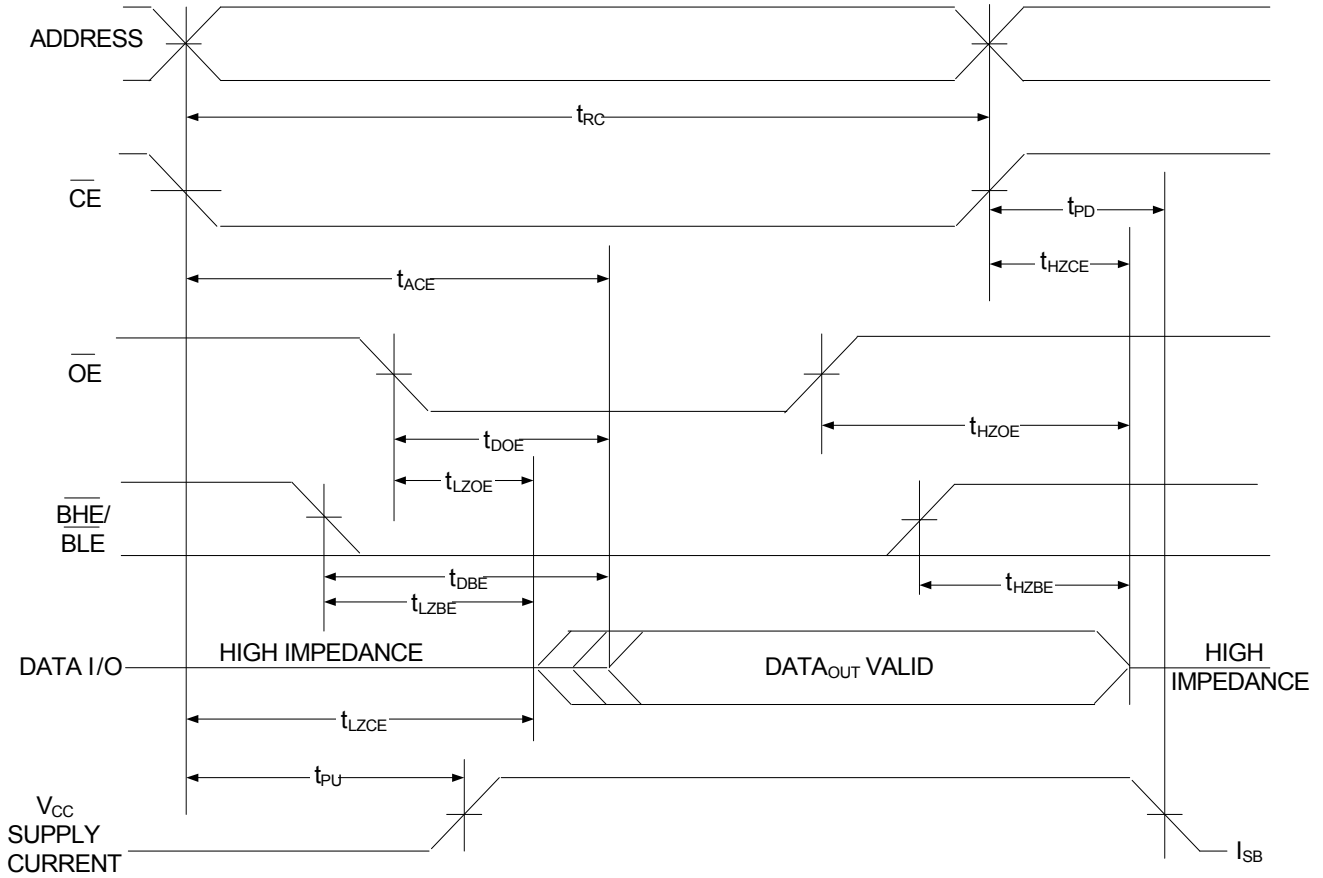 ADDRESS
tRC
CE
tPD
tHZCE
tACE
OE
tHZOE
tDOE
tLZOE
BHE/
BLE
tDBE
tHZBE
tLZBE
DATA I/O
HIGH IMPEDANCE
DATAOUT VALID
HIGH
IMPEDANCE
tLZCE
tPU
VCC
SUPPLY
CURRENT
ISB